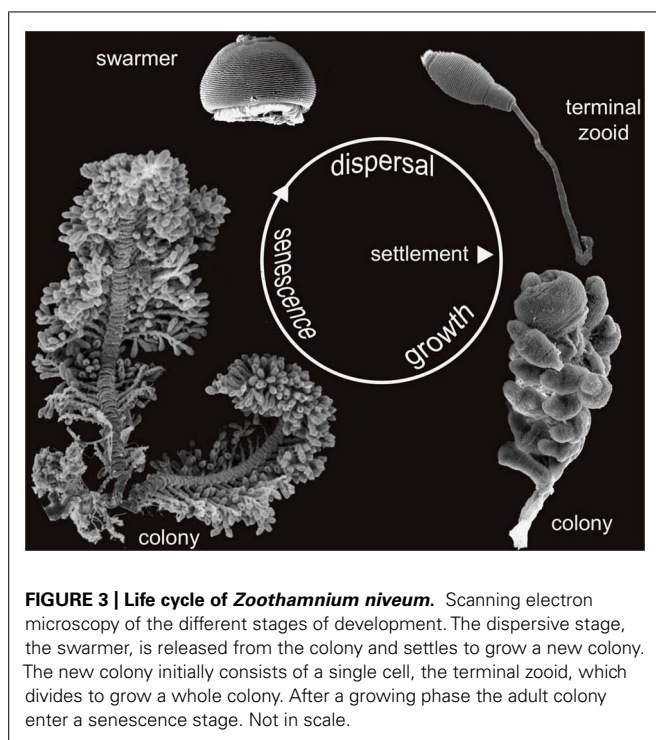 swarmer
terminal
zooid
dispersal
settlement
senescence
growth
colony
colony
FIGURE 3 | Life cycle of Zoothamnium niveum. Scanning electron
microscopy of the different stages of development. The dispersive stage,
the swarmer, is released from the colony and settles to grow a new colony.
The new colony initially consists of a single cell, the terminal zooid, which
divides to grow a whole colony. After a growing phase the adult colony
enter a senescence stage. Not in scale.